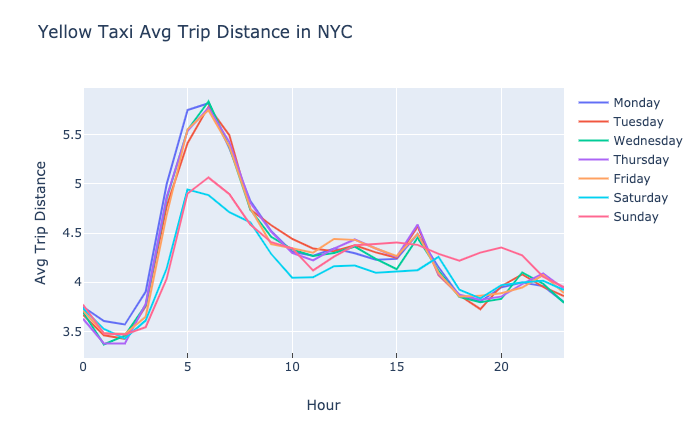 Yellow Taxi Avg Trip Distance in NYC
Monday
Tuesday
Wednesday
Thursday
Friday
Saturday
Sunday
Avg Trip Distance
5.5
5
4.5
4
3.5
0
5
10
15
20
Hour